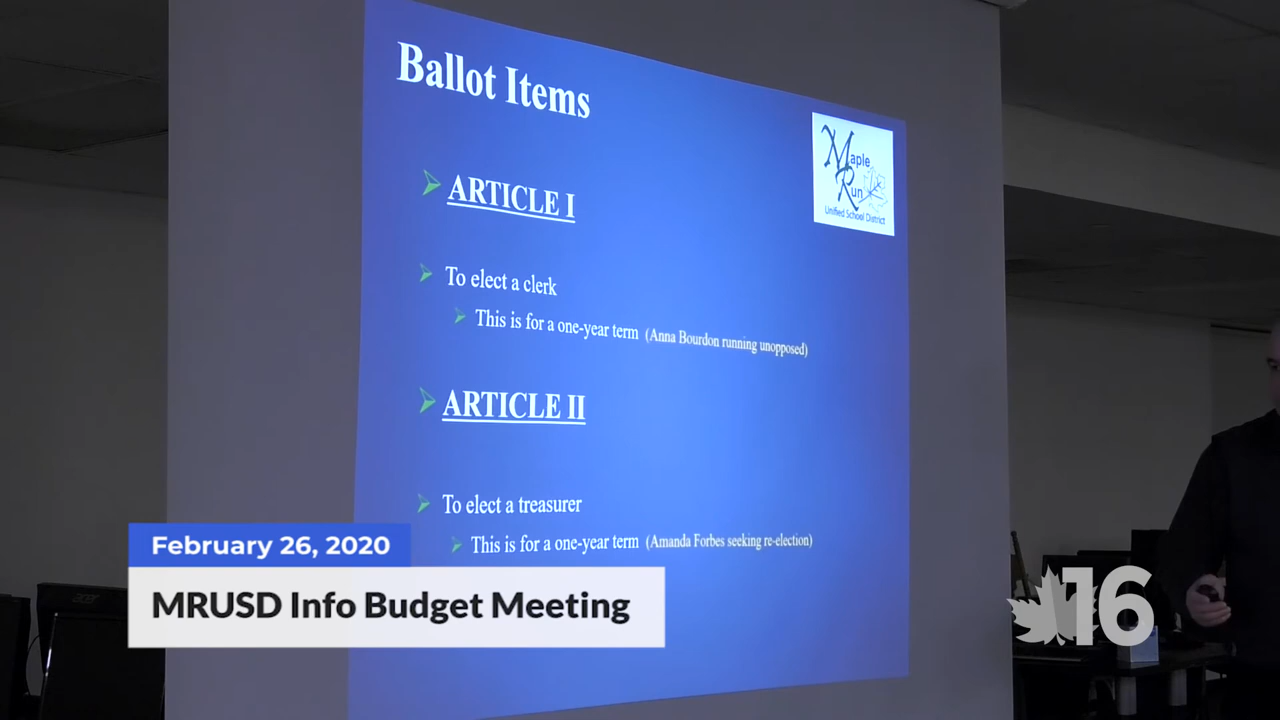 Ballot Items
Maple
Run
Unified School District
ARTICLE I
To elect a clerk
This is for a one-year term (Anna Bourdon running unopposed)
ARTICLE II
To elect a treasurer
This is for a one-year term (Amanda Forbes seeking re-election)
February 26, 2020
MRUSD Info Budget Meeting
16
acer